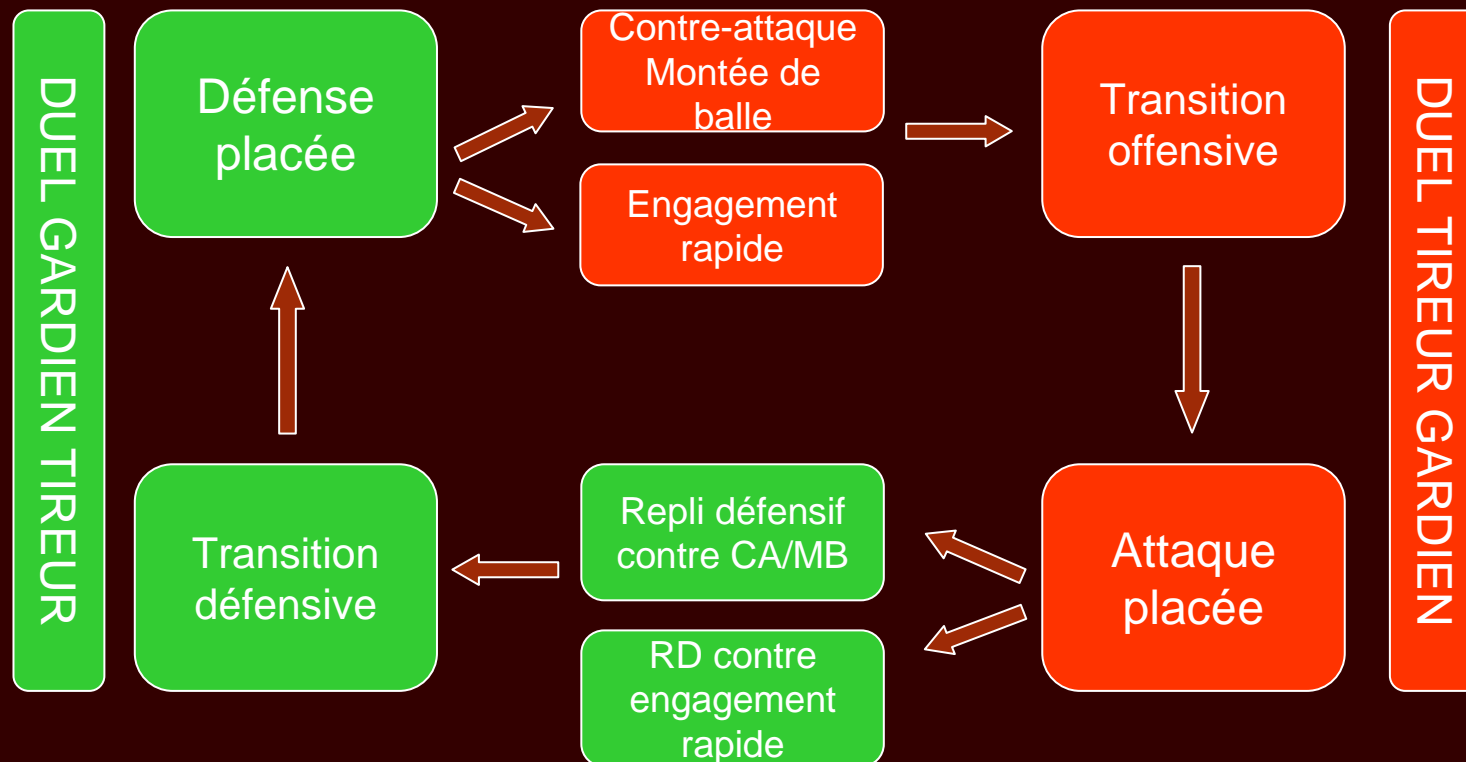 DUEL GARDIEN TIREUR
Défense
placée
Contre-attaque
Montée de
balle
Engagement
rapide
Transition
offensive
DUEL TIREUR GARDIEN
Transition
défensive
Repli défensif
contre CA/MB
RD contre
engagement
rapide
Attaque
placée